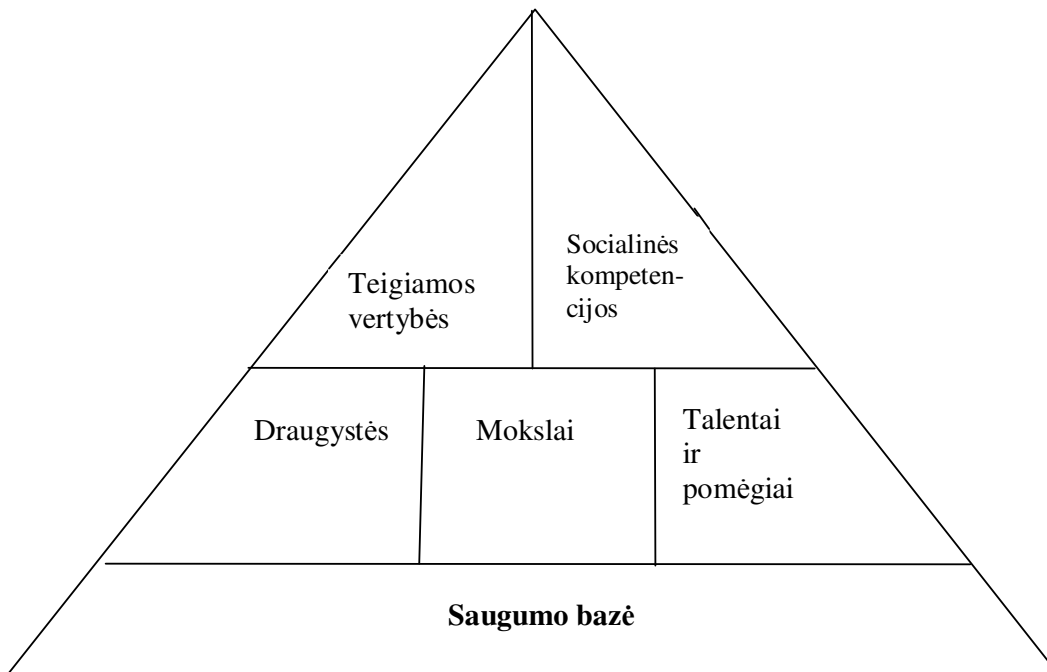 Teigiamos
vertybės
Socialinės
kompeten-
cijos
Draugystės
Mokslai
Talentai
ir
pomėgiai
Saugumo bazė